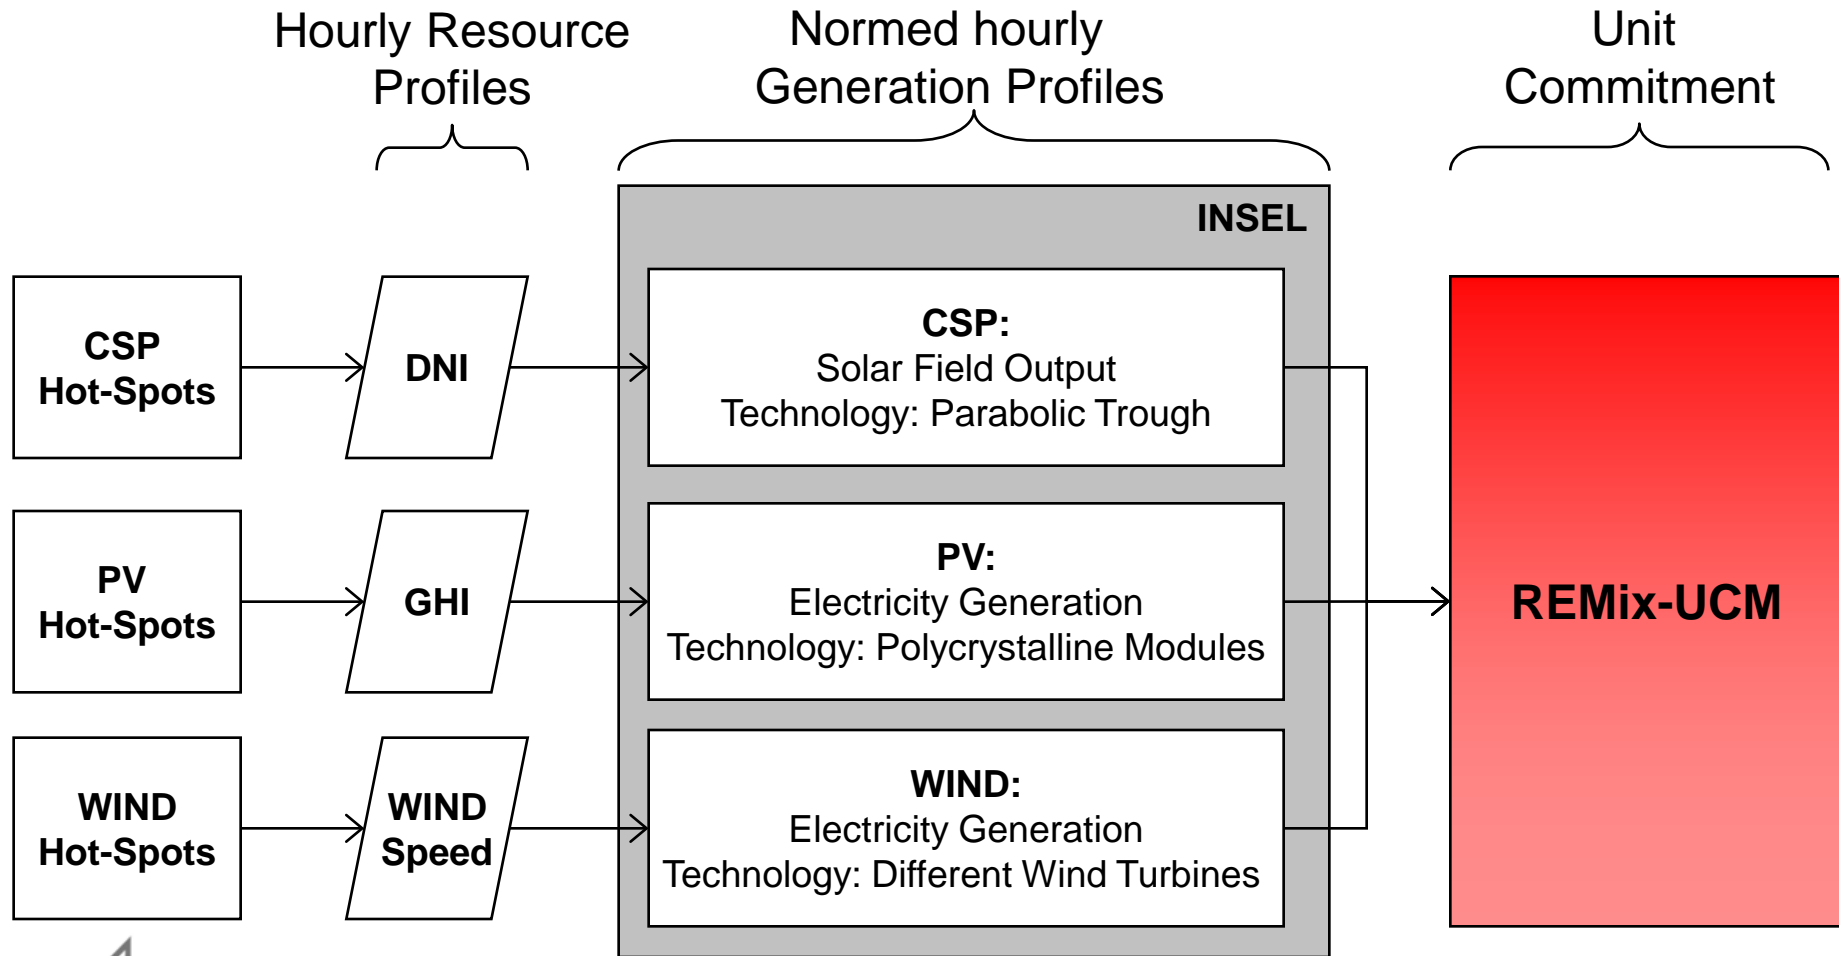 Hourly Resource
Profiles
Normed hourly
Generation Profiles
Unit
Commitment
INSEL
CSP
Hot-Spots
DNI
CSP:
Solar Field Output
Technology: Parabolic Trough
PV
Hot-Spots
GHI
PV:
Electricity Generation
Technology: Polycrystalline Modules
REMix-UCM
WIND
Hot-Spots
WIND
Speed
WIND:
Electricity Generation
Technology: Different Wind Turbines